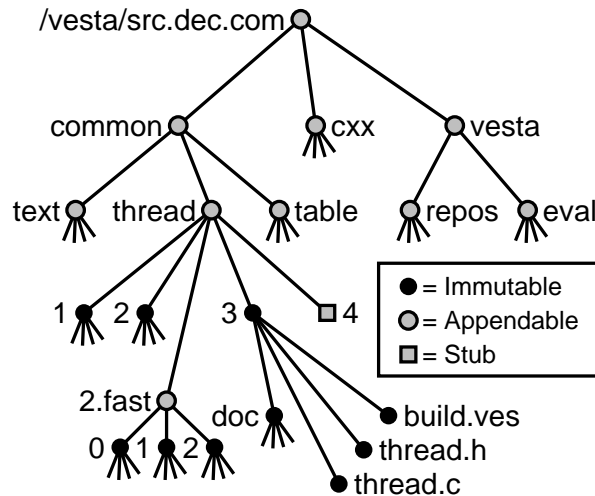 /vesta/src.dec.com
common
cxx
vesta
text
thread
table
repos
eval
1
2
3
4
= Immutable
= Appendable
= Stub
2.fast
doc
build.ves
0
1
2
thread.h
thread.c